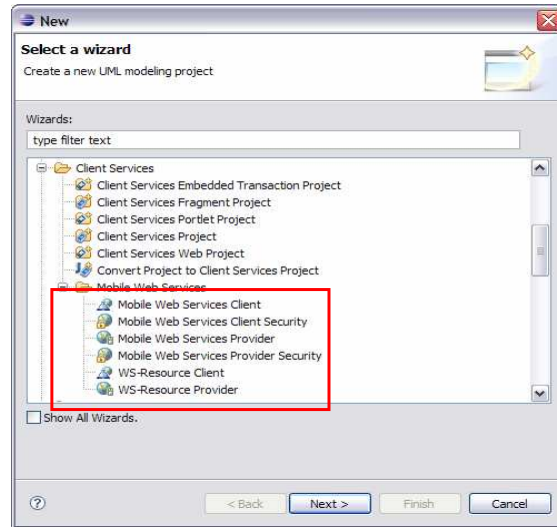 New
Select a wizard
Create a new UML modeling project
Wizards:
type filter text
Client Services
Client Services Embedded Transaction Project
Client Services Fragment Project
Client Services Portlet Project
Client Services Project
Client Services Web Project
Convert Project to Client Services Project
Mobile Web Services
Mobile Web Services Client
Mobile Web Services Client Security
Mobile Web Services Provider
Mobile Web Services Provider Security
WS-Resource Client
WS-Resource Provider
Show All Wizards.
?
< Back Next > Finish Cancel